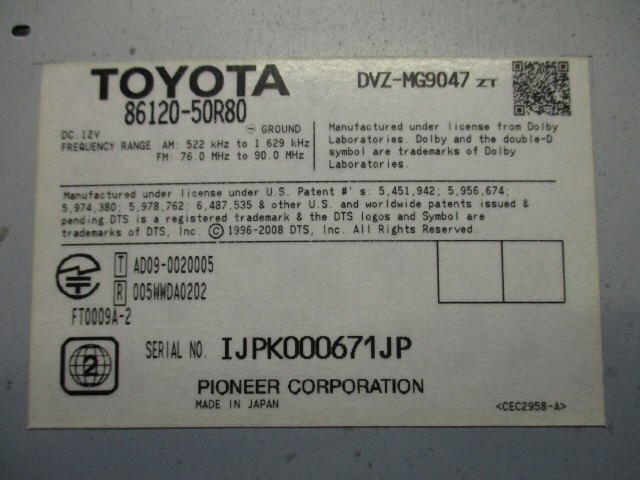 TOYOTA
DVZ-MG9047 ZT
86120-50R80
DC.12V
⊖ GROUND
FREQUENCY RANGE AM: 522 kHz to 1 629 kHz
FM: 76.0 MHz to 90.0 MHz
Manufactured under license from Dolby
Laboratories. Dolby and the double-D
symbol are trademarks of Dolby
Laboratories.
Manufactured under license under U.S. Patent #'s: 5,451,942; 5,956,674;
5,974,380; 5,978,762; 6,487,535 & other U.S. and worldwide patents issued &
pending.DTS is a registered trademark & the DTS logos and Symbol are
trademarks of DTS, Inc. Ⓒ1996-2008 DTS, Inc. All Rights Reserved.
T AD09-0020005
R 005WWDA0202
FT0009A-2
2
SERIAL NO. IJPK000671JP
PIONEER CORPORATION
MADE IN JAPAN
<CEC2958-A>